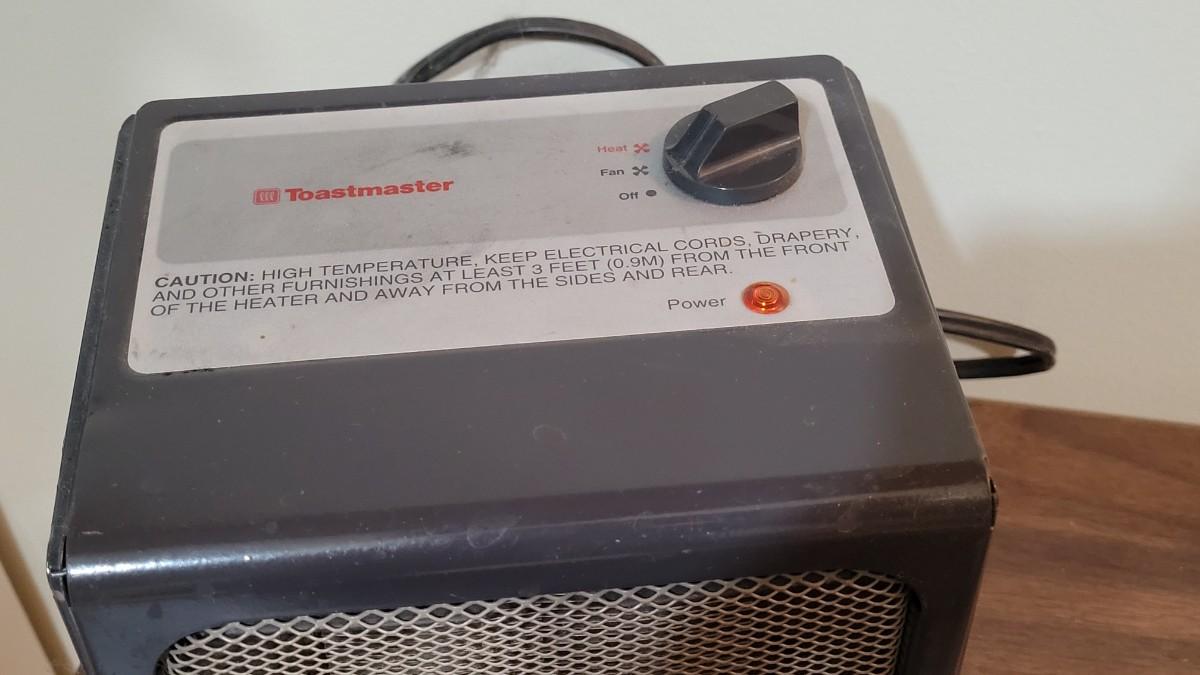 Heat
Toastmaster
Fan
Off
CAUTION: HIGH TEMPERATURE, KEEP ELECTRICAL CORDS, DRAPERY,
AND OTHER FURNISHINGS AT LEAST 3 FEET (0.9M) FROM THE FRONT
OF THE HEATER AND AWAY FROM THE SIDES AND REAR.
Power